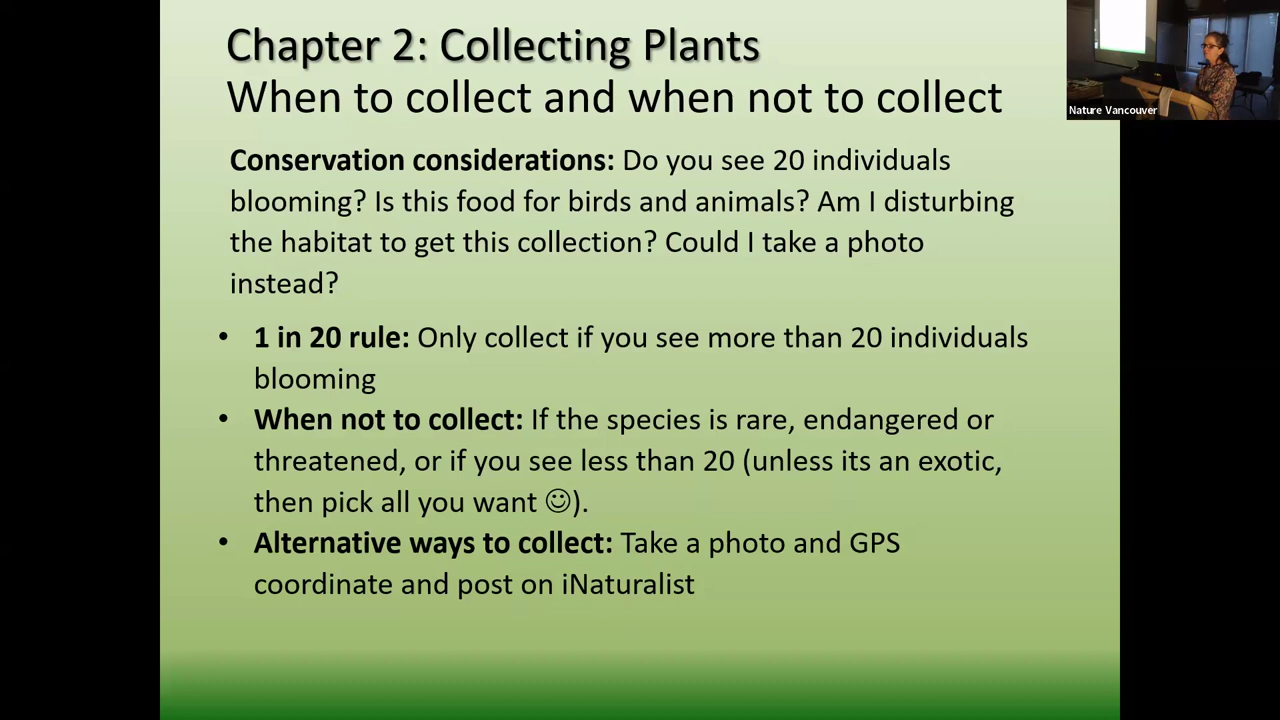 Chapter 2: Collecting Plants
When to collect and when not to collect
Nature Vancouver
Conservation considerations: Do you see 20 individuals
blooming? Is this food for birds and animals? Am I disturbing
the habitat to get this collection? Could I take a photo
instead?
• 1 in 20 rule: Only collect if you see more than 20 individuals
blooming
• When not to collect: If the species is rare, endangered or
threatened, or if you see less than 20 (unless its an exotic,
then pick all you want ☺).
• Alternative ways to collect: Take a photo and GPS
coordinate and post on iNaturalist